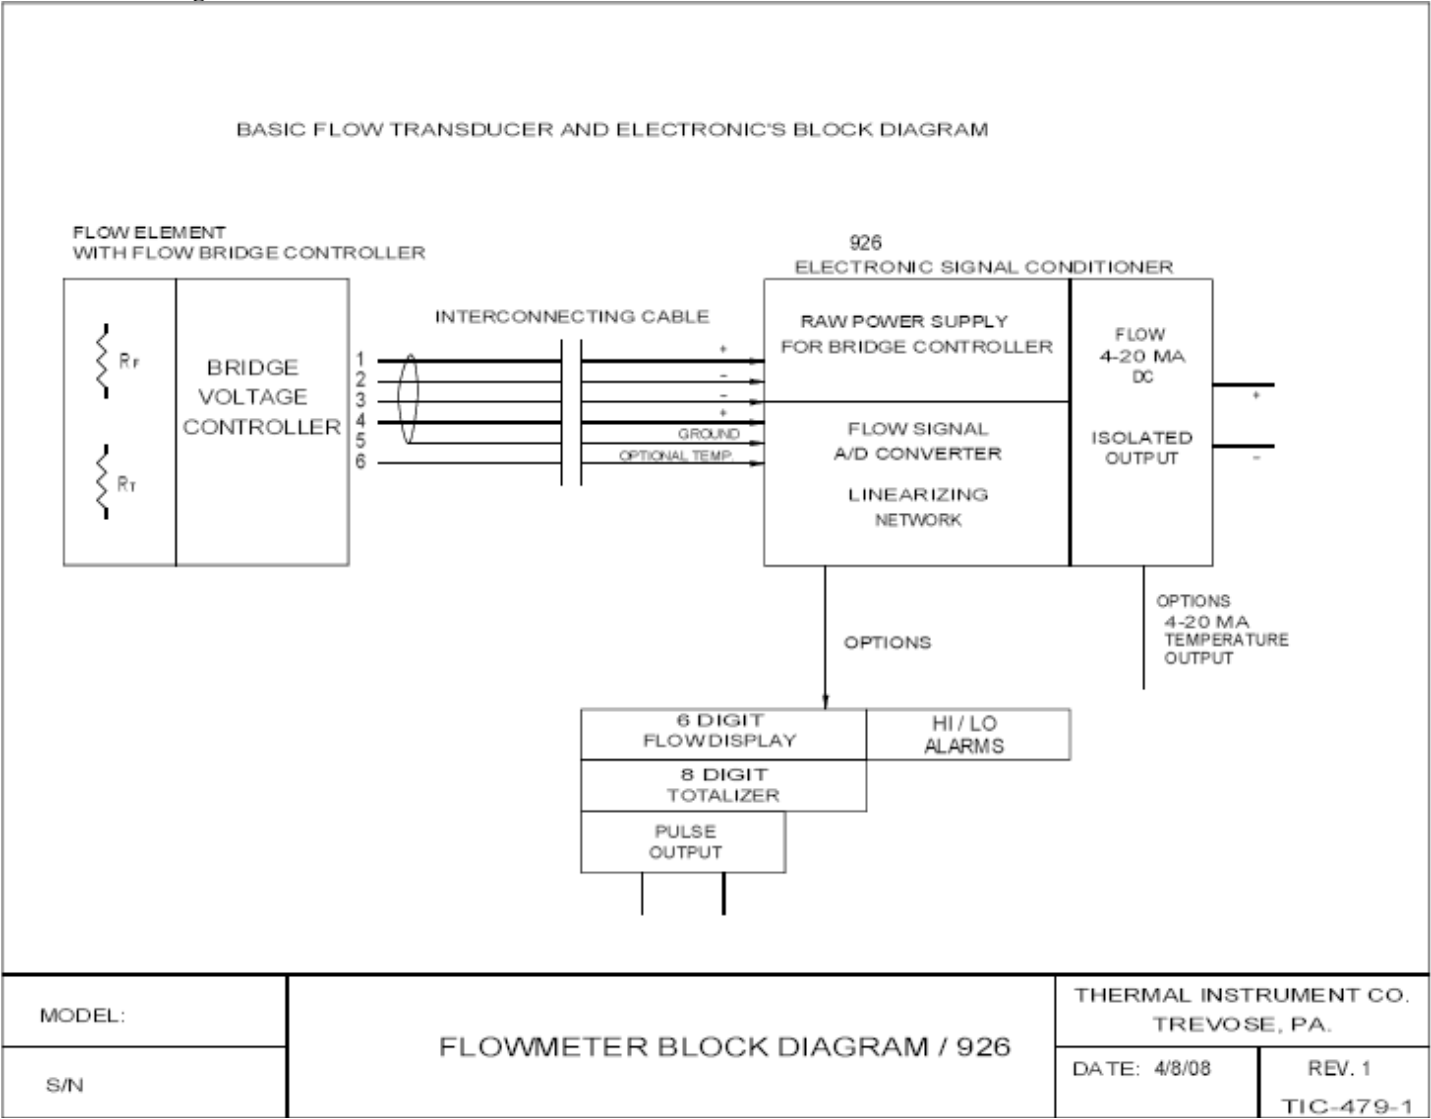 BASIC FLOW TRANSDUCER AND ELECTRONIC'S BLOCK DIAGRAM
FLOW ELEMENT
WITH FLOW BRIDGE CONTROLLER
RF
RT
BRIDGE
VOLTAGE
CONTROLLER
1
2
3
4
5
6
INTERCONNECTING CABLE
+
-
-
+
GROUND
OPTIONAL TEMP.
926
ELECTRONIC SIGNAL CONDITIONER
RAW POWER SUPPLY
FOR BRIDGE CONTROLLER
FLOW SIGNAL
A/D CONVERTER
LINEARIZING
NETWORK
FLOW
4-20 MA
DC
ISOLATED
OUTPUT
+
-
OPTIONS
OPTIONS
4-20 MA
TEMPERATURE
OUTPUT
6 DIGIT
FLOW DISPLAY
HI / LO
ALARMS
8 DIGIT
TOTALIZER
PULSE
OUTPUT
MODEL:
S/N
FLOWMETER BLOCK DIAGRAM / 926
THERMAL INSTRUMENT CO.
TREVOSE, PA.
DATE: 4/8/08
REV. 1
TIC-479-1